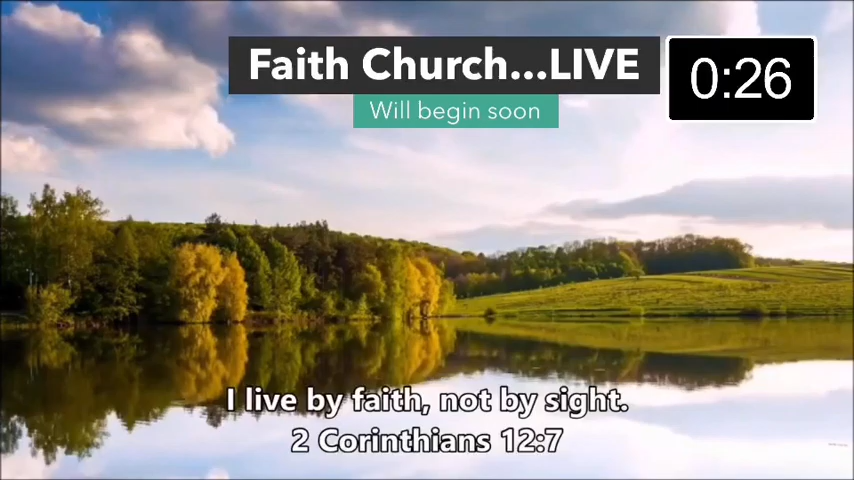 Faith Church...LIVE
0:26
Will begin soon
I live by faith, not by sight.
2 Corinthians 12:7